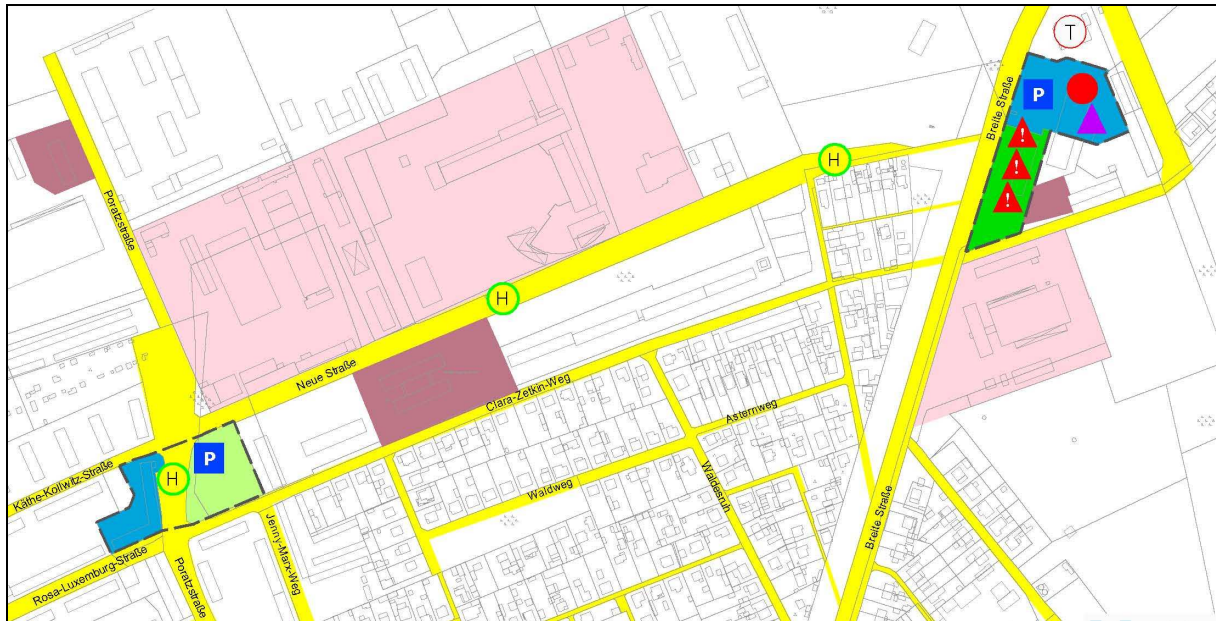 T
P
Breite Straße
!
!
!
H
Poratzstraße
H
Neue Straße
Clara-Zetkin-Weg
Asternweg
P
H
Käthe-Kollwitz-Straße
Waldweg
Waldesruh
Jenny-Marx-Weg
Breite Straße
Rosa-Luxemburg-Straße
Poratzstraße